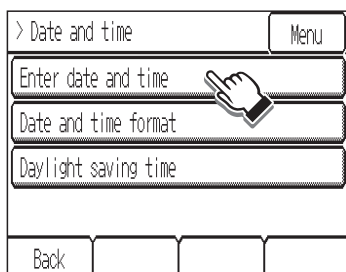 > Date and time
Menu
Enter date and time
Date and time format
Daylight saving time
Back